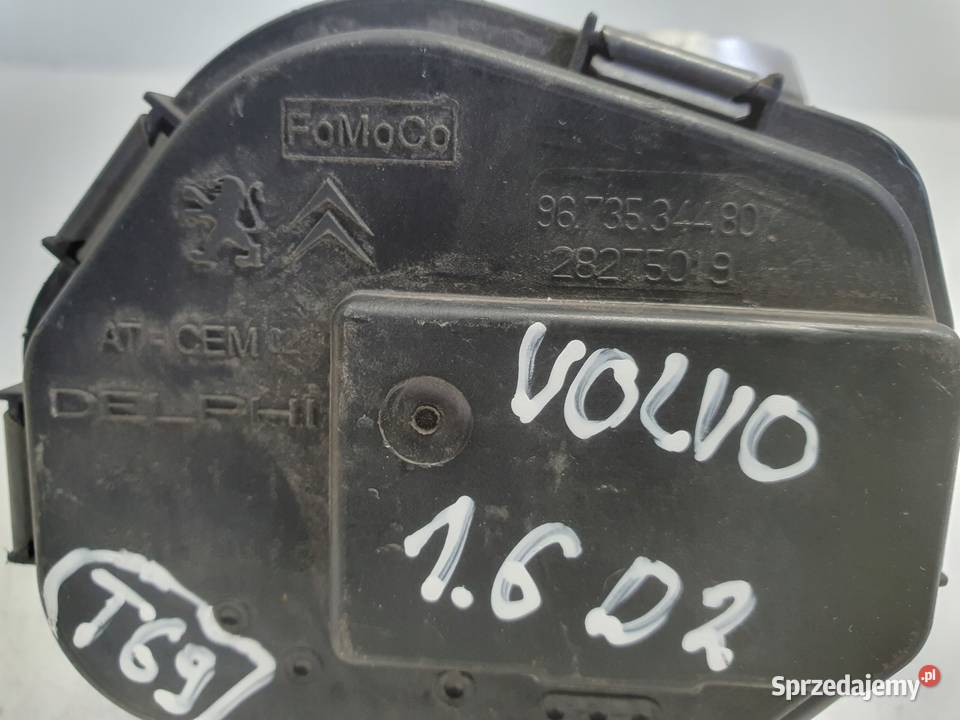 FoMoCo
96.735.344.80
28275019
AT-CEM
DELPHI
VOLVO
1.6 D2
T69
Sprzedajemy.pl